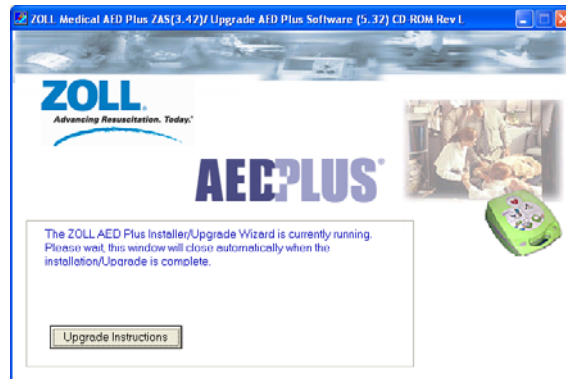 ZOLL Medical AED Plus ZAS(3.42)/ Upgrade AED Plus Software (5.32) CD-ROM Rev L
ZOLL.
Advancing Resuscitation. Today.®
AEDPLUS®
The ZOLL AED Plus Installer/Upgrade Wizard is currently running.
Please wait, this window will close automatically when the
installation/Upgrade is complete.
Upgrade Instructions